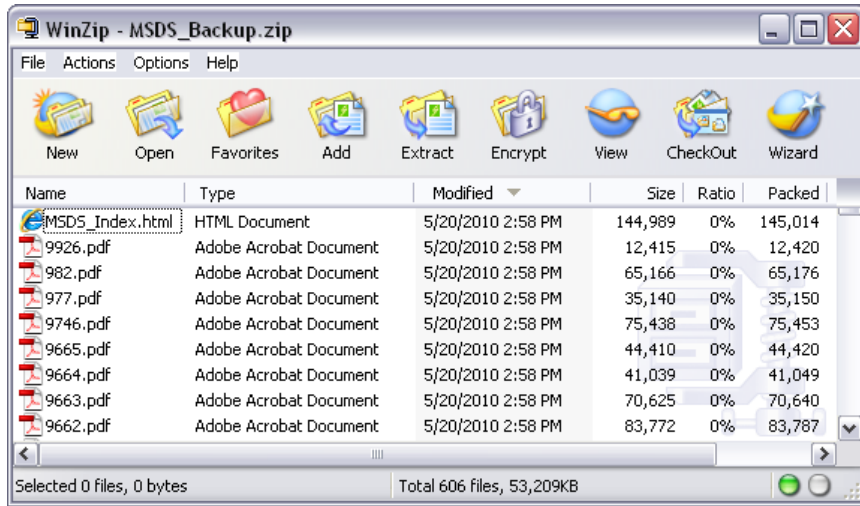 WinZip - MSDS_Backup.zip
File Actions Options Help
New Open Favorites Add Extract Encrypt View CheckOut Wizard
Name Type Modified Size Ratio Packed
MSDS_Index.html HTML Document 5/20/2010 2:58 PM 144,989 0% 145,014
9926.pdf Adobe Acrobat Document 5/20/2010 2:58 PM 12,415 0% 12,420
982.pdf Adobe Acrobat Document 5/20/2010 2:58 PM 65,166 0% 65,176
977.pdf Adobe Acrobat Document 5/20/2010 2:58 PM 35,140 0% 35,150
9746.pdf Adobe Acrobat Document 5/20/2010 2:58 PM 75,438 0% 75,453
9665.pdf Adobe Acrobat Document 5/20/2010 2:58 PM 44,410 0% 44,420
9664.pdf Adobe Acrobat Document 5/20/2010 2:58 PM 41,039 0% 41,049
9663.pdf Adobe Acrobat Document 5/20/2010 2:58 PM 70,625 0% 70,640
9662.pdf Adobe Acrobat Document 5/20/2010 2:58 PM 83,772 0% 83,787
Selected 0 files, 0 bytes Total 606 files, 53,209KB